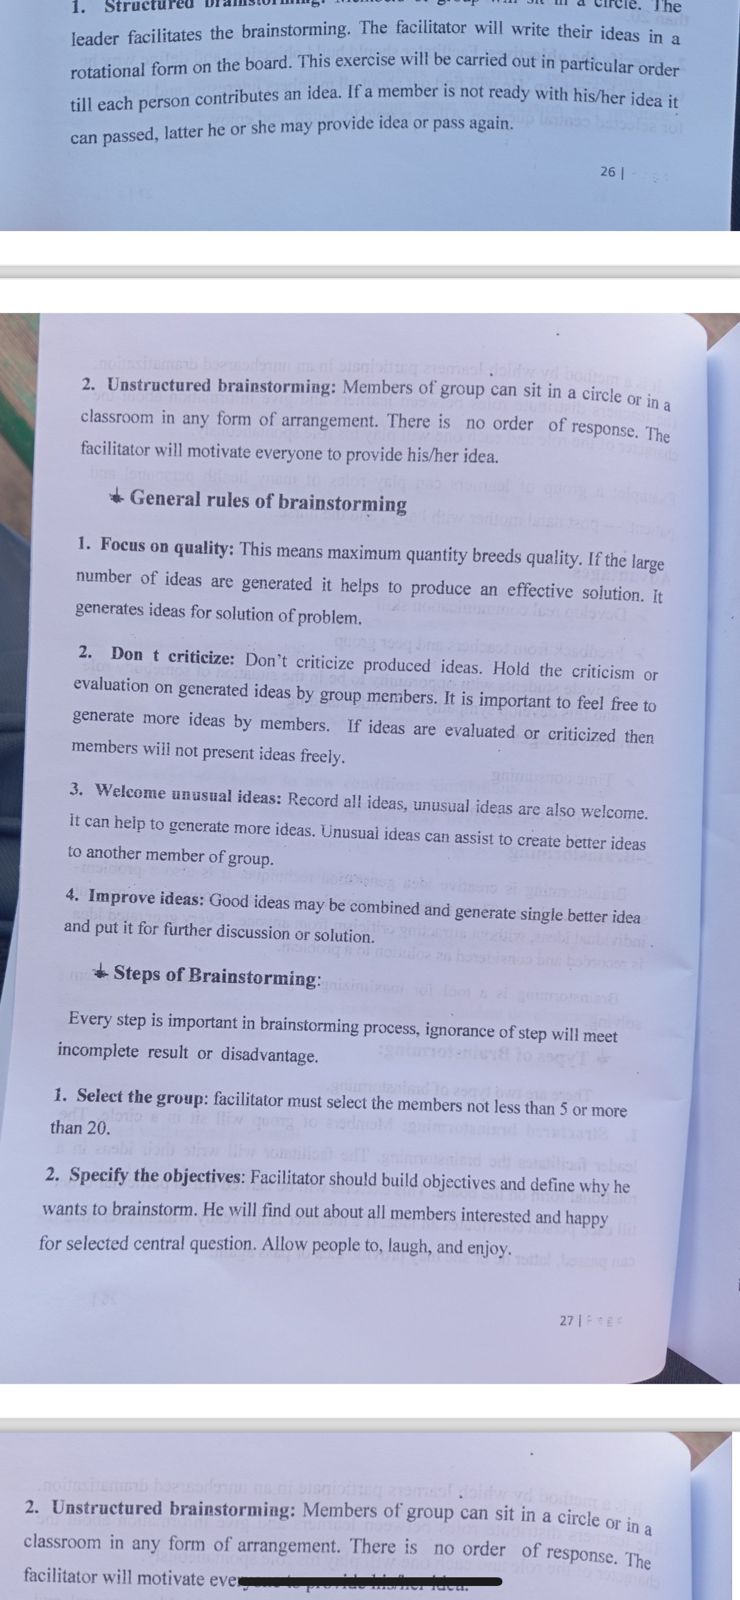 1. Structured
leader facilitates the brainstorming. The facilitator will write their ideas in a
rotational form on the board. This exercise will be carried out in particular order
till each person contributes an idea. If a member is not ready with his/her idea it
can passed, latter he or she may provide idea or pass again.
26 |
2. Unstructured brainstorming: Members of group can sit in a circle or in a
classroom in any form of arrangement. There is no order of response. The
facilitator will motivate everyone to provide his/her idea.
General rules of brainstorming
1. Focus on quality: This means maximum quantity breeds quality. If the large
number of ideas are generated it helps to produce an effective solution. It
generates ideas for solution of problem.
2. Don t criticize: Don't criticize produced ideas. Hold the criticism or
evaluation on generated ideas by group members. It is important to feel free to
generate more ideas by members. If ideas are evaluated or criticized then
members will not present ideas freely.
3. Welcome unusual ideas: Record all ideas, unusual ideas are also welcome.
It can help to generate more ideas. Unusual ideas can assist to create better ideas
to another member of group.
4. Improve ideas: Good ideas may be combined and generate single better idea
and put it for further discussion or solution.
Steps of Brainstorming:
Every step is important in brainstorming process, ignorance of step will meet
incomplete result or disadvantage.
1. Select the group: facilitator must select the members not less than 5 or more
than 20.
2. Specify the objectives: Facilitator should build objectives and define why he
wants to brainstorm. He will find out about all members interested and happy
for selected central question. Allow people to, laugh, and enjoy.
27 | Page
2. Unstructured brainstorming: Members of group can sit in a circle or in a
classroom in any form of arrangement. There is no order of response. The
facilitator will motivate